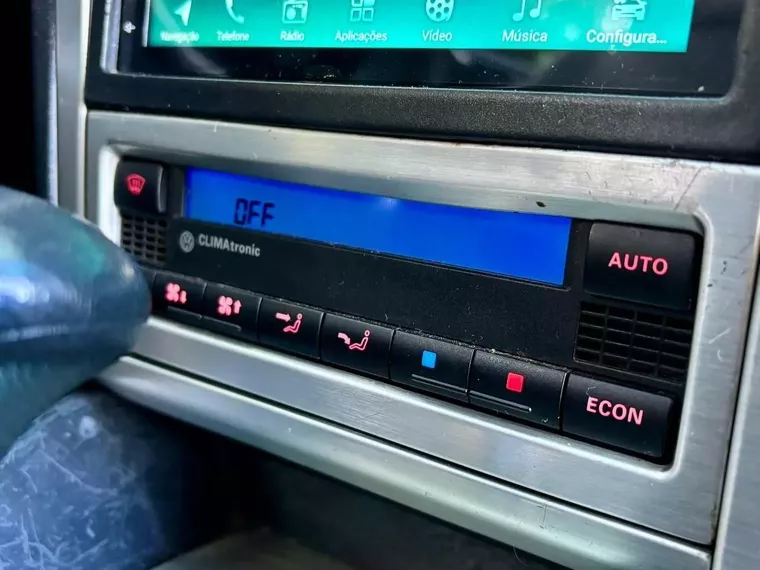 Navegação Telefone Rádio Aplicações Vídeo Música Configura...
OFF
CLIMAtronic
AUTO
ECON